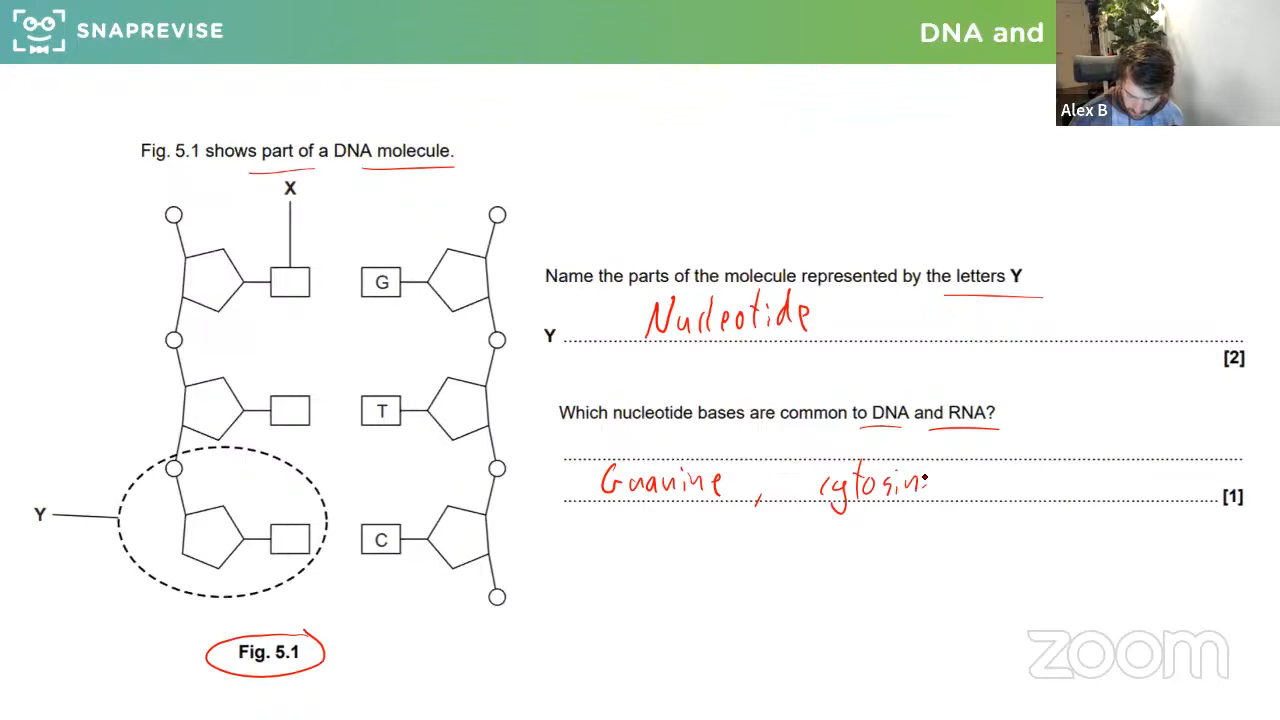 SNAPREVISE
DNA and
Alex B
Fig. 5.1 shows part of a DNA molecule.
X
G
T
C
Y
Fig. 5.1
Name the parts of the molecule represented by the letters Y
Nucleotide
Y
[2]
Which nucleotide bases are common to DNA and RNA?
Guanine, cytosin
[1]
zoom